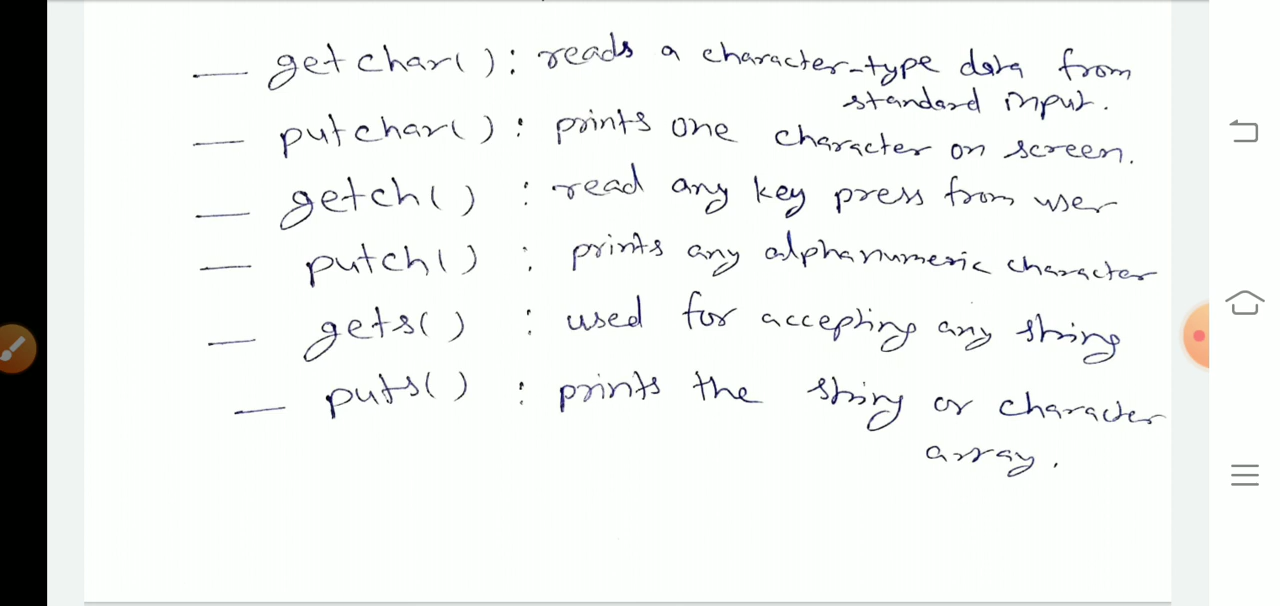 — getchar() : reads a character-type data from
standard input.
— putchar() : prints one character on screen.
— getch() : read any key press from user
— putch() : prints any alphanumeric character
— gets() : used for accepting any string
— puts() : prints the string or character
array.